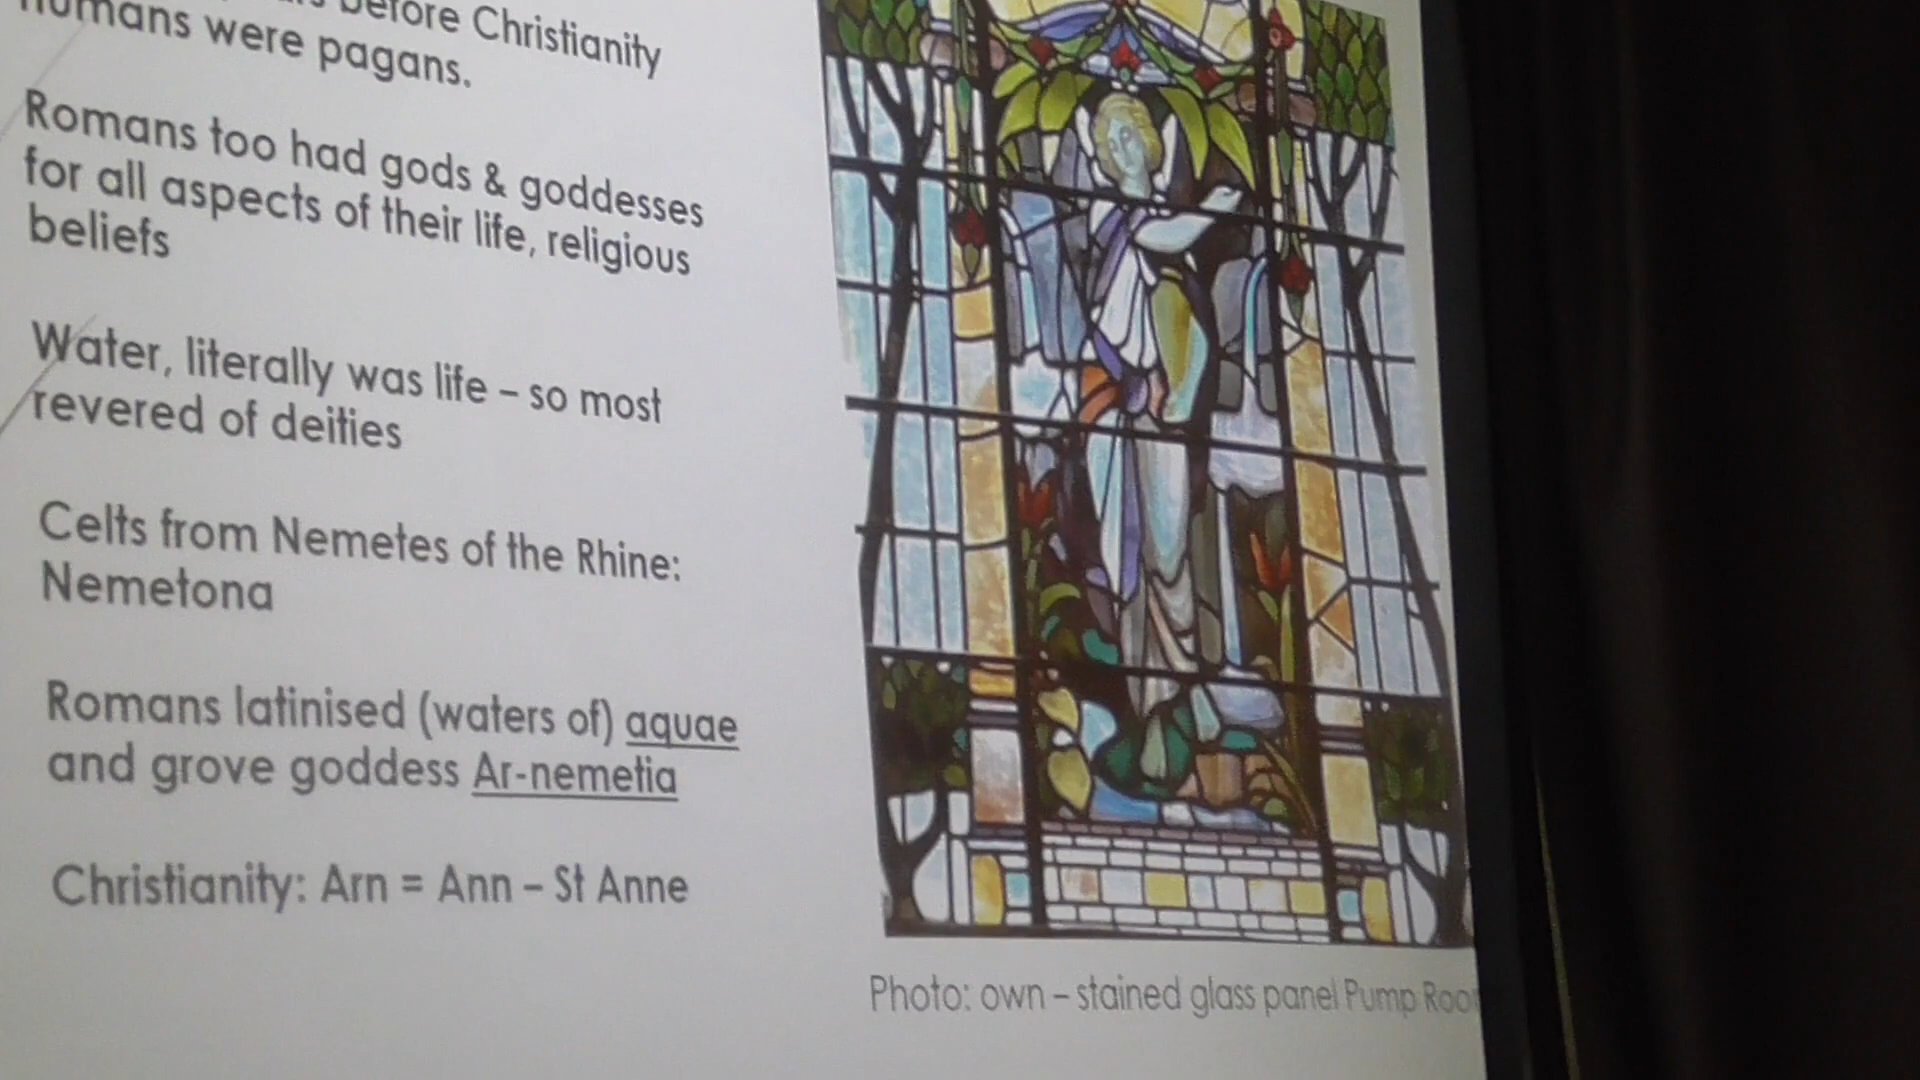 before Christianity
humans were pagans.
Romans too had gods & goddesses
for all aspects of their life, religious
beliefs
Water, literally was life – so most
revered of deities
Celts from Nemetes of the Rhine:
Nemetona
Romans latinised (waters of) aquae
and grove goddess Ar-nemetia
Christianity: Arn = Ann – St Anne
Photo: own – stained glass panel Pump